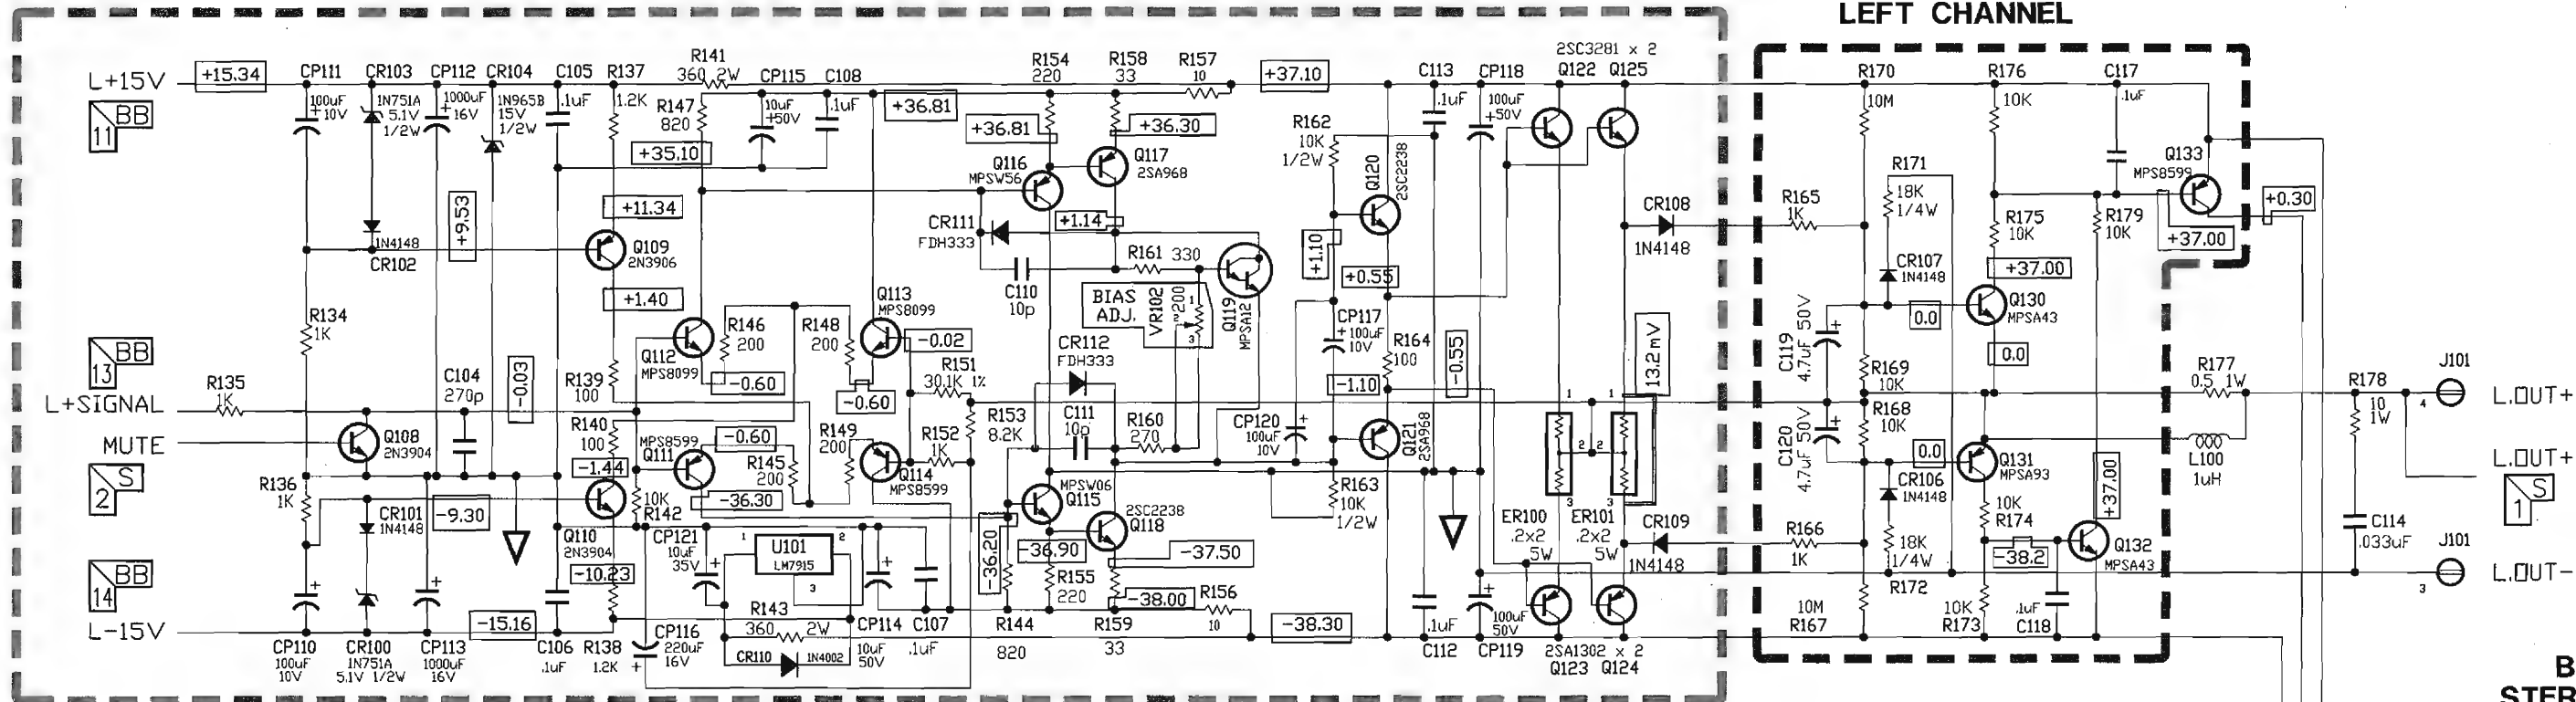 LEFT CHANNEL
L+15V
+15.34
BB
11
CP111
100uF
10V
CR103
1N751A
5.1V
1/2W
CP112
1000uF
16V
CR104
1N965B
15V
1/2W
C105
.1uF
R137
1.2K
R141
360 2W
R147
820
CP115
10uF
+50V
C108
.1uF
+36.81
+35.10
R154
220
R158
33
R157
10
+37.10
+36.81
+36.30
Q116
MPSW56
Q117
2SA968
C113
.1uF
CP118
100uF
+50V
2SC3281 x 2
Q122 Q125
R162
10K
1/2W
Q120
2SC2238
R170
10M
R176
10K
C117
.1uF
Q133
MPS8599
+0.30
R171
18K
1/4W
R175
10K
R179
10K
+37.00
+37.00
CR107
1N4148
Q130
MPSA43
0.0
0.0
C119
4.7uF 50V
R165
1K
CR108
1N4148
+9.53
1N4148
CR102
+11.34
Q109
2N3906
+1.40
CR111
FDH333
+1.14
R161 330
C110
10p
BIAS
ADJ.
VR102
200
1
2
3
Q119
MPSA12
+1.10
+0.55
CP117
+100uF
10V
R164
100
-0.55
13.2mV
R134
1K
BB
13
Q112
MPS8099
R146
200
R148
200
Q113
MPS8099
-0.02
-0.60
-0.60
R151
30.1K 1%
CR112
FDH333
-1.10
R169
10K
R168
10K
R177
0.5 1W
R178
10
1W
J101
4
L.OUT+
L+SIGNAL
R135
1K
C104
270p
-0.03
R139
100
R140
100
-1.44
MUTE
Q108
2N3904
S
2
MPS8599
Q111
-0.60
R145
200
R149
200
Q114
MPS8599
R152
1K
R153
8.2K
C111
10p
R160
270
CP120
100uF
10V
Q121
2SA968
1
1
2
2
3
3
C120
4.7uF 50V
0.0
Q131
MPSA93
CR106
1N4148
L100
1uH
L.OUT+
S
1
R136
1K
CR101
1N4148
-9.30
Q110
2N3904
10K
R142
-36.30
MPSW06
Q115
2SC2238
Q118
R163
10K
1/2W
ER100
.2x2
5W
ER101
.2x2
5W
CR109
1N4148
R166
1K
18K
1/4W
R172
10K
R174
-38.2
+37.00
Q132
MPSA43
C114
.033uF
J101
3
L.OUT-
BB
14
L-15V
-10.23
-15.16
CP121
10uF
35V
1
U101
LM7915
2
3
-36.20
-36.90
-37.50
-38.00
R155
220
R156
10
-38.30
R143
360 2W
CP114
10uF
50V
C107
.1uF
R144
820
R159
33
.1uF
C112
100uF
50V
CP119
2SA1302 x 2
Q123 Q124
10M
R167
10K
R173
.1uF
C118
CP110
100uF
10V
CR100
1N751A
5.1V 1/2W
CP113
1000uF
16V
C106
.1uF
R138
1.2K
CP116
220uF
16V
CR110
1N4002
B
STER